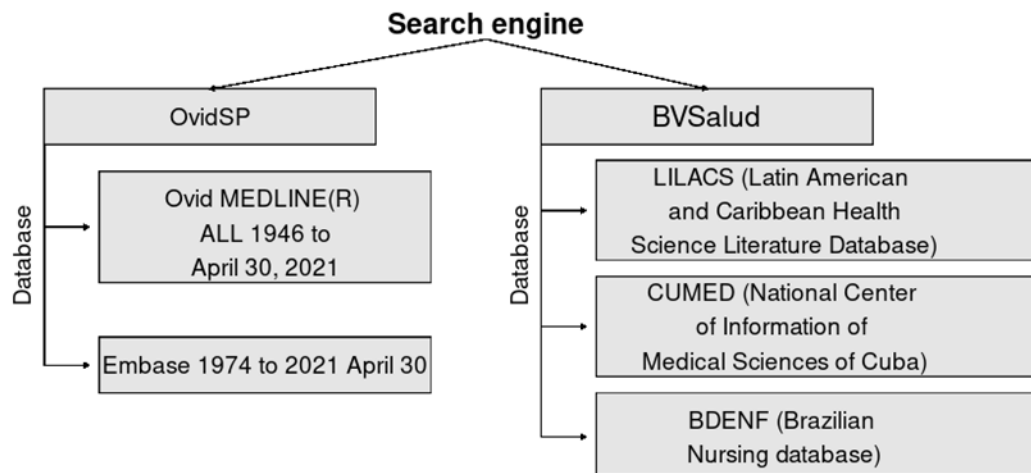 Search engine
OvidSP
Database
Ovid MEDLINE(R)
ALL 1946 to
April 30, 2021
Embase 1974 to 2021 April 30
BVSalud
Database
LILACS (Latin American
and Caribbean Health
Science Literature Database)
CUMED (National Center
of Information of
Medical Sciences of Cuba)
BDENF (Brazilian
Nursing database)